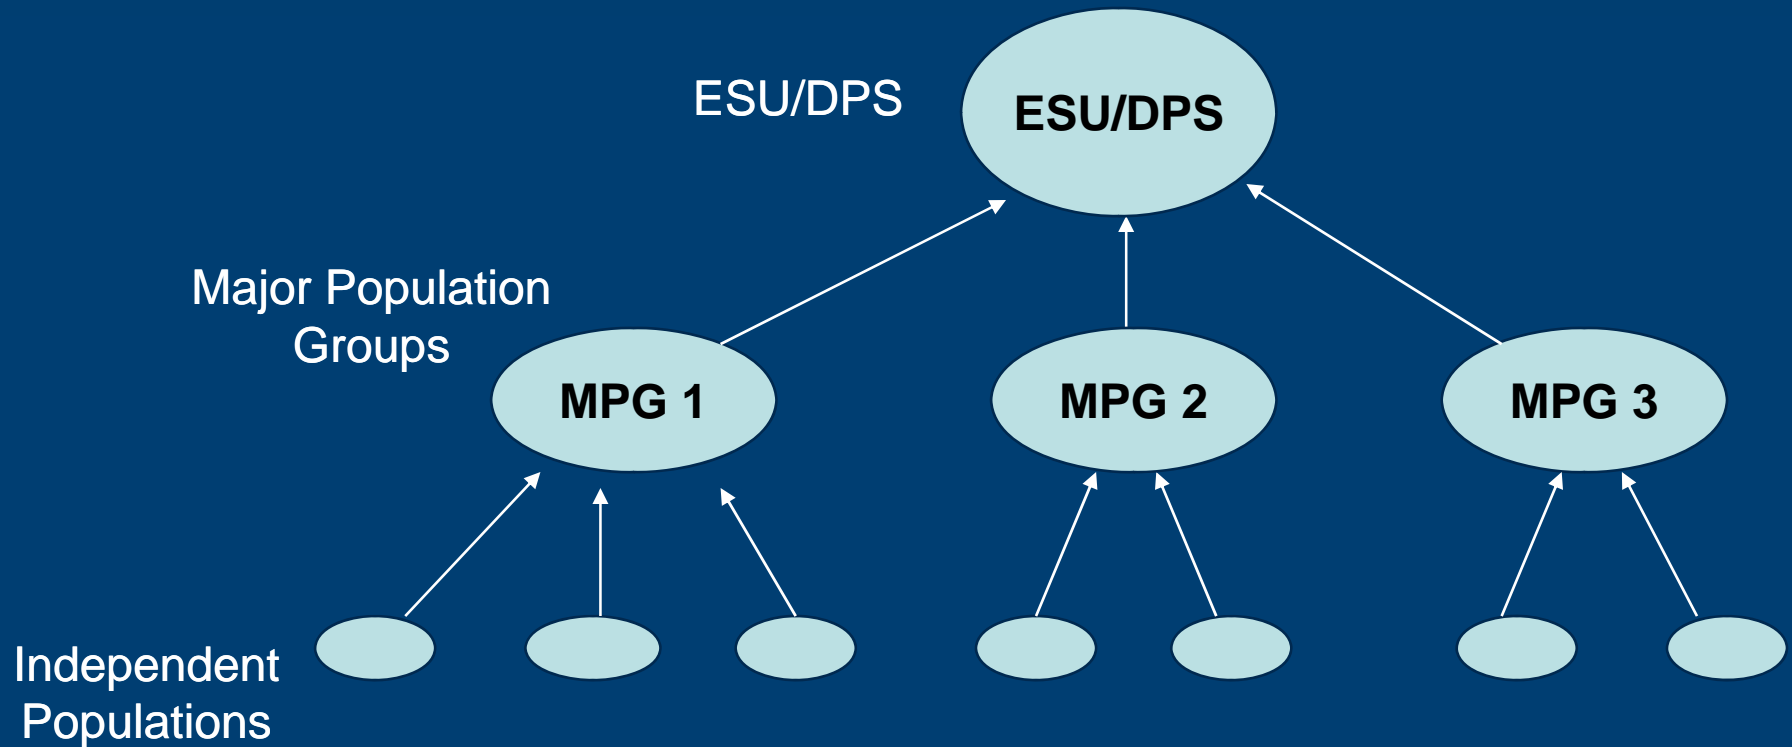 ESU/DPS
ESU/DPS
Major Population
Groups
MPG 1
MPG 2
MPG 3
Independent
Populations